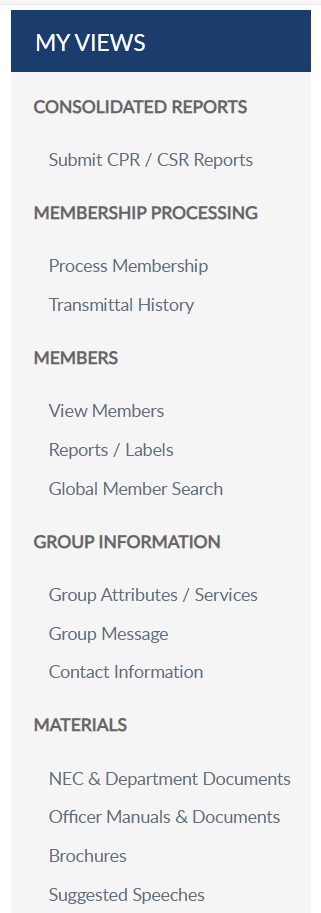 MY VIEWS
CONSOLIDATED REPORTS
Submit CPR / CSR Reports
MEMBERSHIP PROCESSING
Process Membership
Transmittal History
MEMBERS
View Members
Reports / Labels
Global Member Search
GROUP INFORMATION
Group Attributes / Services
Group Message
Contact Information
MATERIALS
NEC & Department Documents
Officer Manuals & Documents
Brochures
Suggested Speeches